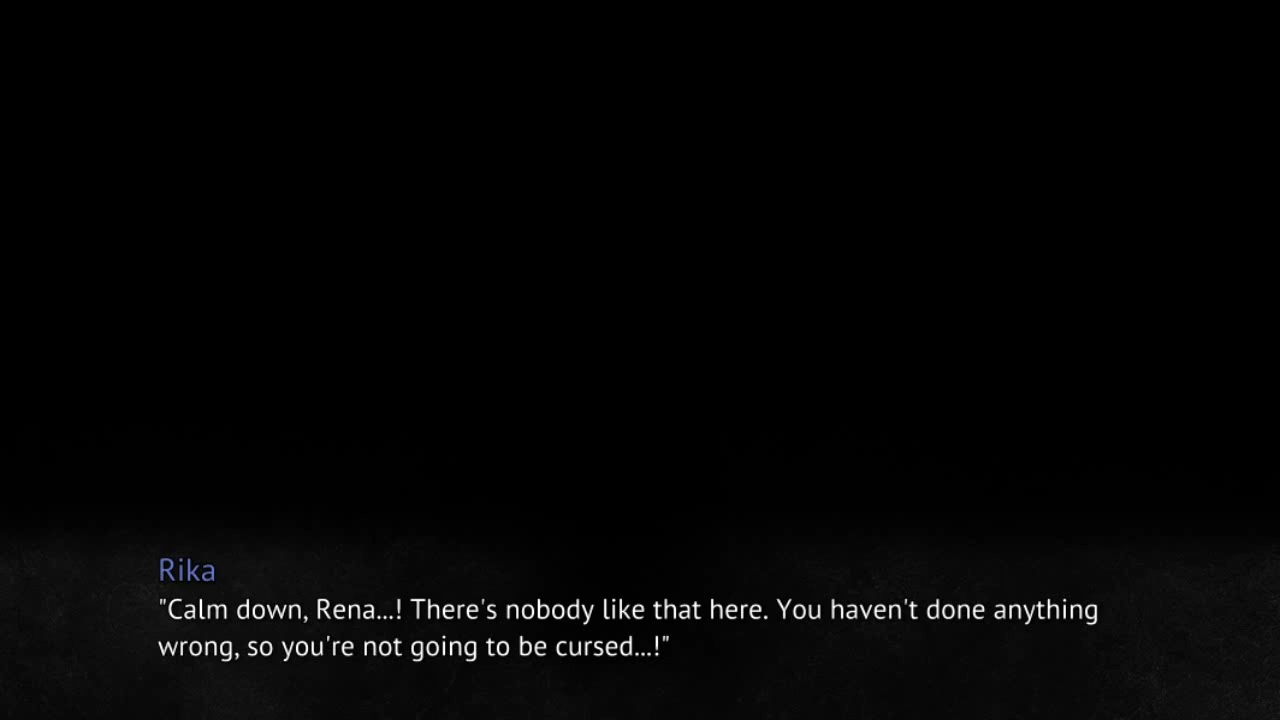 Rika
"Calm down, Rena...! There's nobody like that here. You haven't done anything
wrong, so you're not going to be cursed...!"